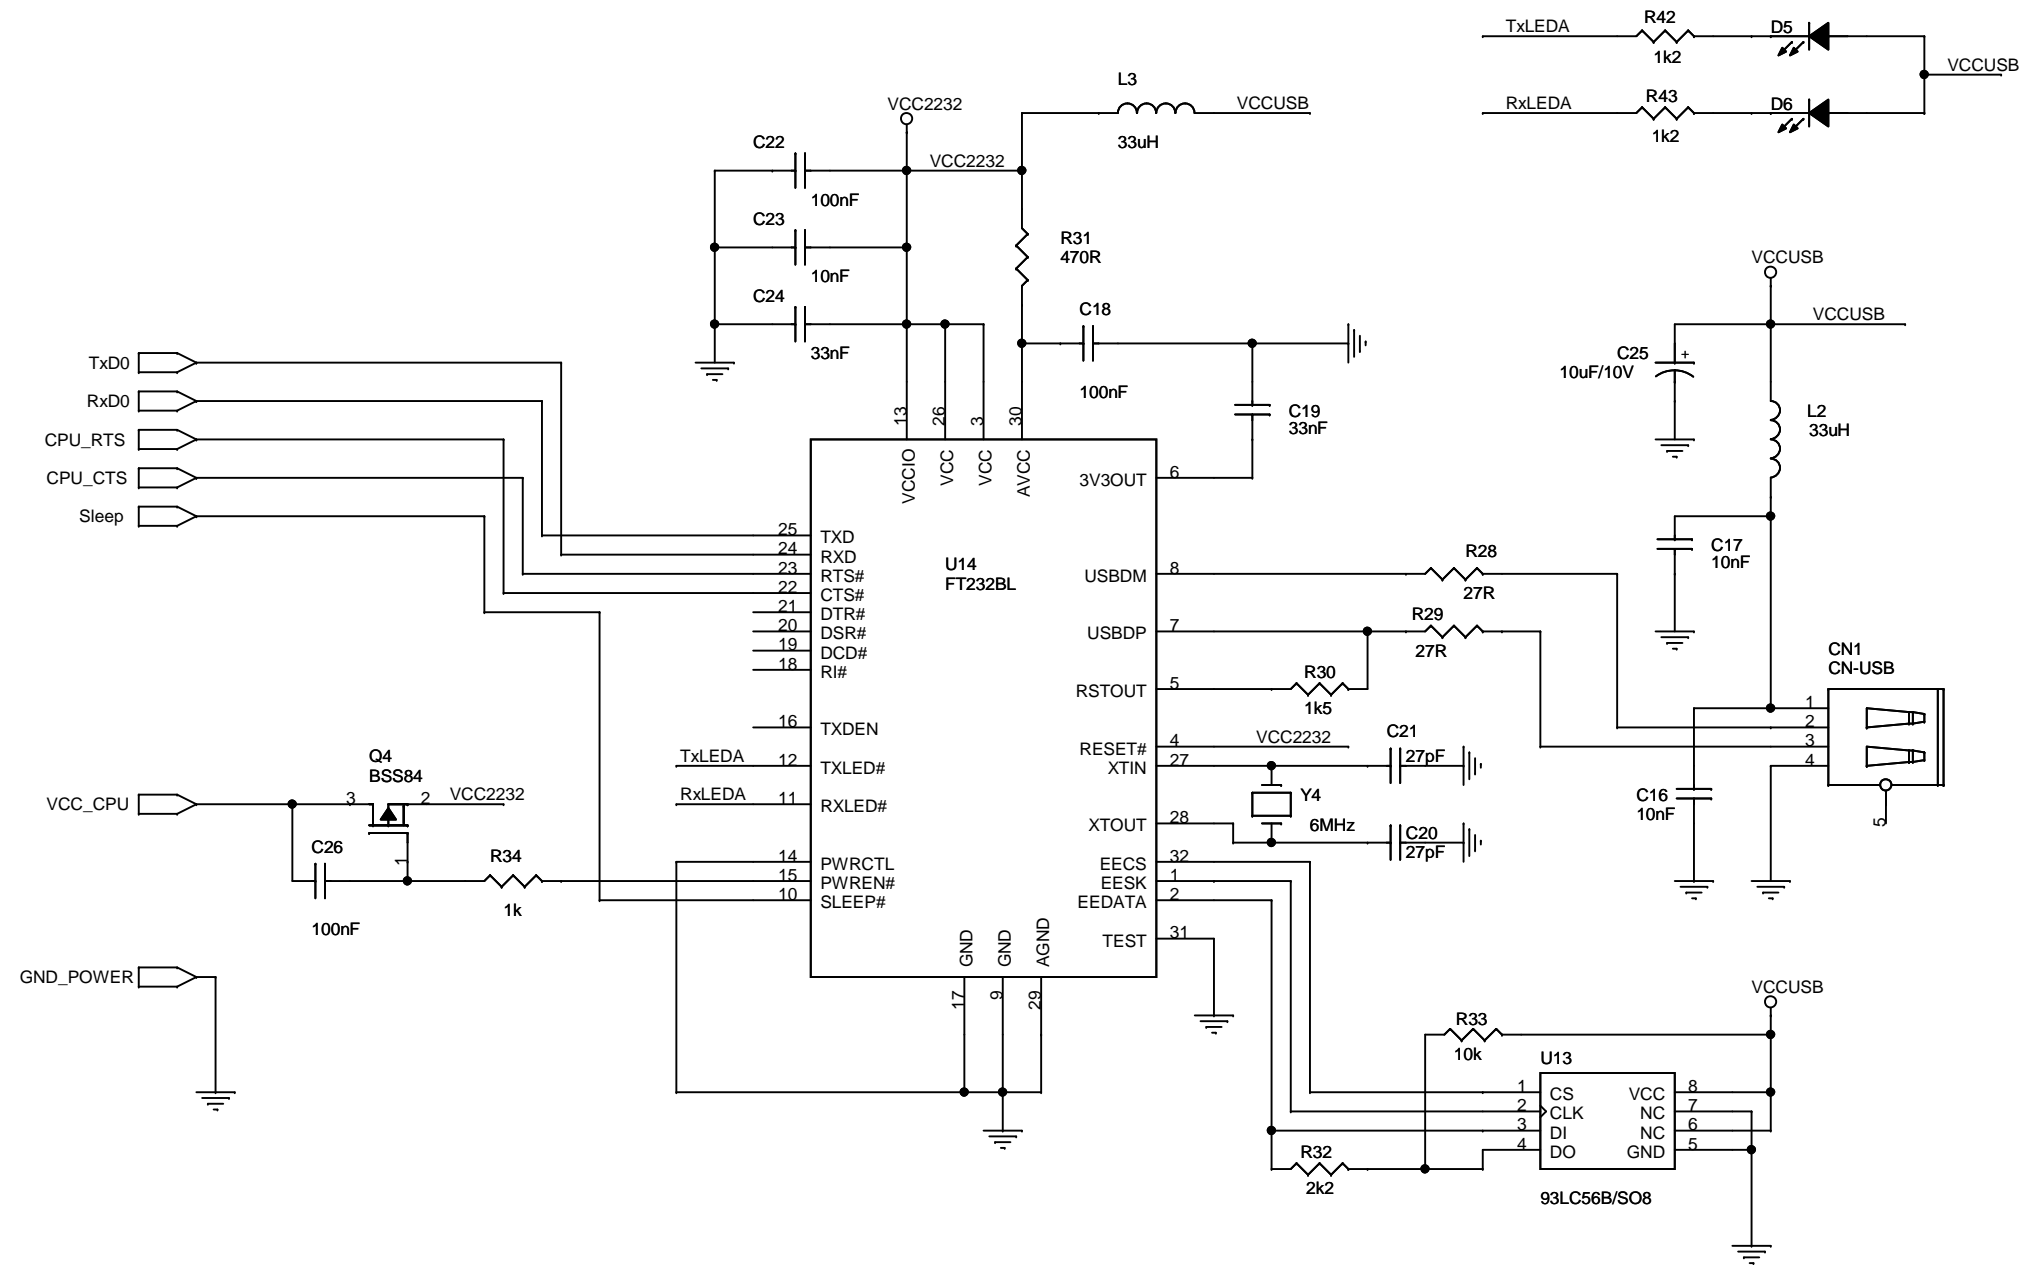 TxLEDA
R42
1k2
D5
VCCUSB
RxLEDA
R43
1k2
D6
L3
33uH
VCCUSB
VCC2232
VCC2232
C22
100nF
C23
10nF
C24
33nF
R31
470R
C18
100nF
C19
33nF
VCCUSB
VCCUSB
C25
+
10uF/10V
L2
33uH
C17
10nF
TxD0
RxD0
CPU_RTS
CPU_CTS
Sleep
13
26
3
30
VCCIO
VCC
VCC
AVCC
3V3OUT
6
U14
FT232BL
25
TXD
24
RXD
23
RTS#
22
CTS#
21
DTR#
20
DSR#
19
DCD#
18
RI#
16
TXDEN
TxLEDA
12
TXLED#
RxLEDA
11
RXLED#
14
PWRCTL
15
PWREN#
10
SLEEP#
USBDM
8
R28
27R
USBDP
7
R29
27R
RSTOUT
5
R30
1k5
RESET#
4
VCC2232
XTIN
27
C21
27pF
Y4
6MHz
XTOUT
28
C20
27pF
EECS
32
EESK
1
EEDATA
2
TEST
31
CN1
CN-USB
1
2
3
4
5
C16
10nF
Q4
BSS84
VCC_CPU
3
2
VCC2232
1
C26
100nF
R34
1k
GND_POWER
GND
GND
AGND
17
9
29
VCCUSB
R33
10k
U13
1
CS
VCC
8
2
CLK
NC
7
3
DI
NC
6
4
DO
GND
5
R32
2k2
93LC56B/SO8